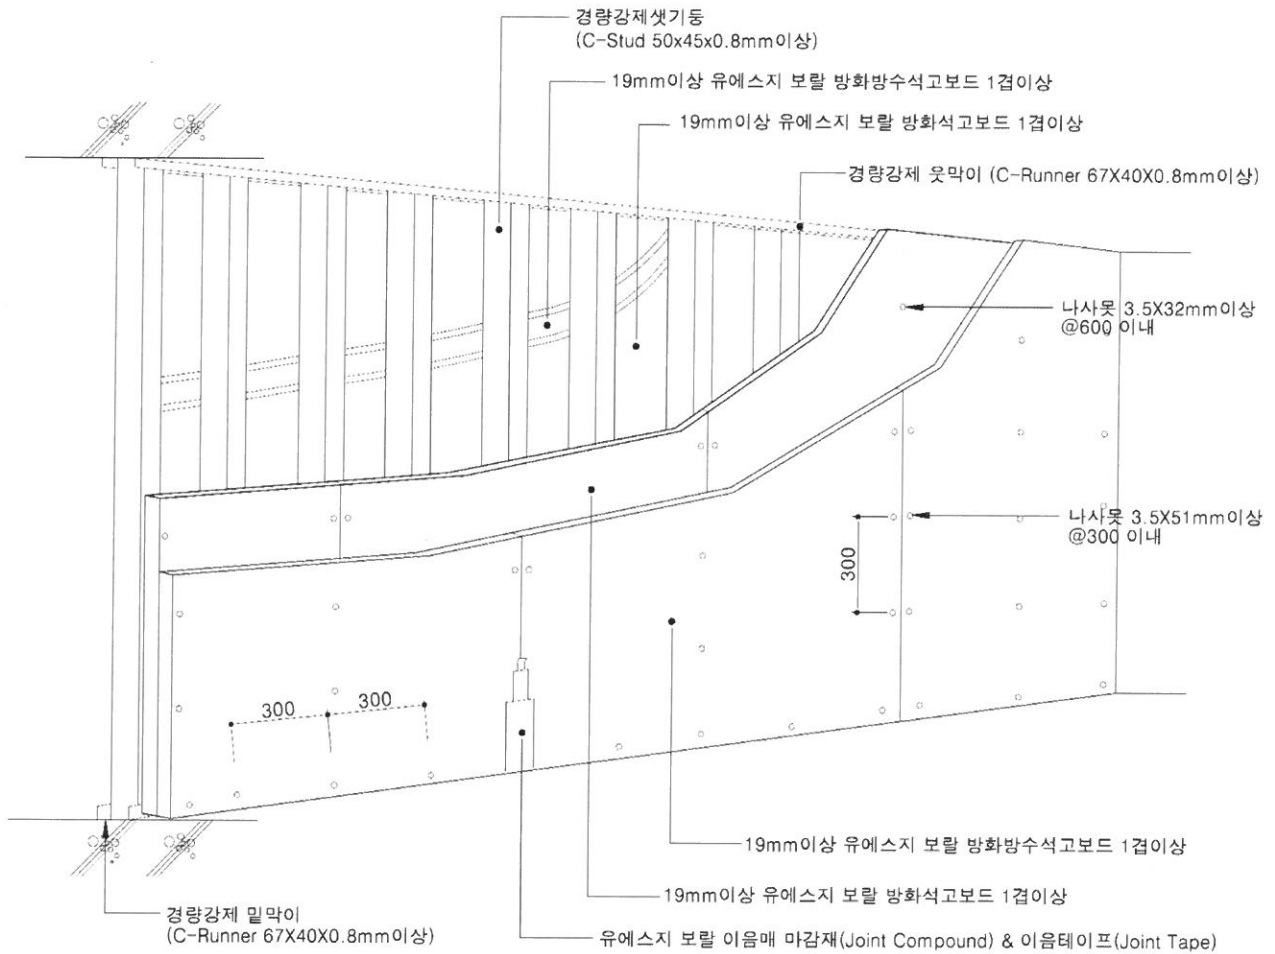 경량강제샛기둥
(C-Stud 50x45x0.8mm이상)
19mm이상 유에스지 보랄 방화방수석고보드 1겹이상
19mm이상 유에스지 보랄 방화석고보드 1겹이상
경량강제 웃막이 (C-Runner 67X40X0.8mm이상)
나사못 3.5X32mm이상
@600 이내
나사못 3.5X51mm이상
@300 이내
300
300
300
19mm이상 유에스지 보랄 방화방수석고보드 1겹이상
19mm이상 유에스지 보랄 방화석고보드 1겹이상
경량강제 밑막이
(C-Runner 67X40X0.8mm이상)
유에스지 보랄 이음매 마감재(Joint Compound) & 이음테이프(Joint Tape)